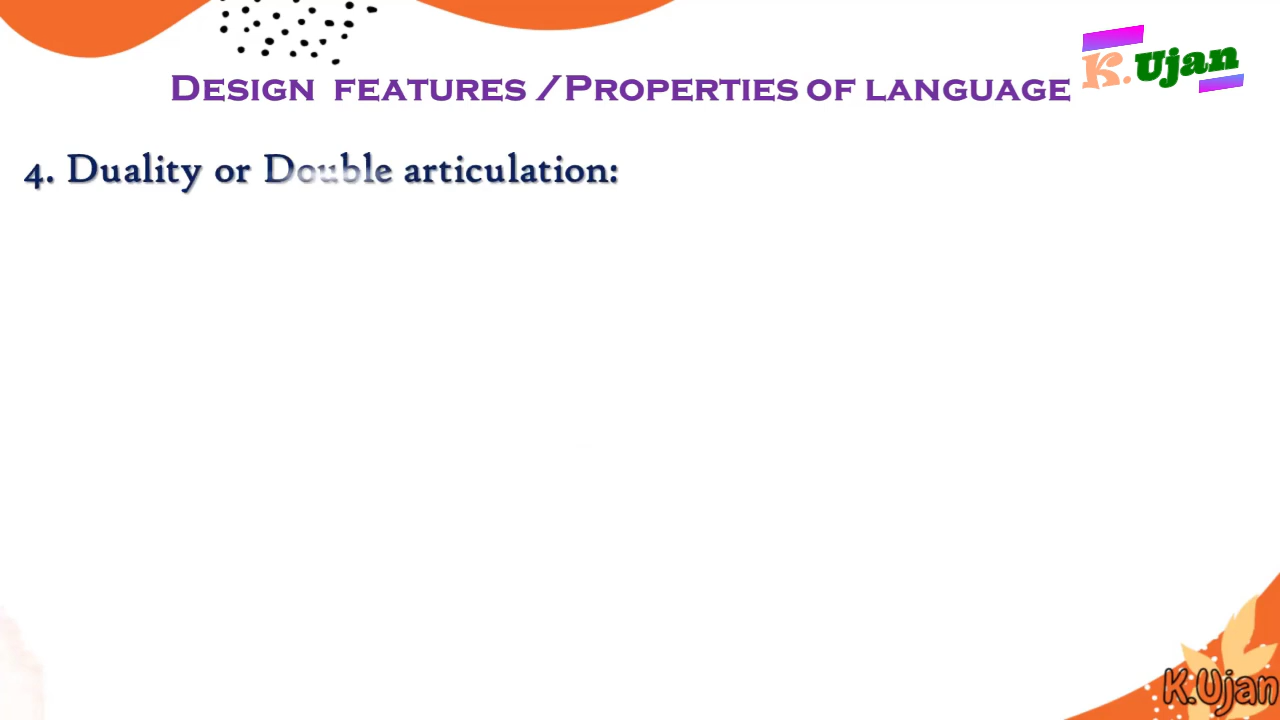 Design features /Properties of language
K.Ujan
4. Duality or Double articulation:
K.Ujan